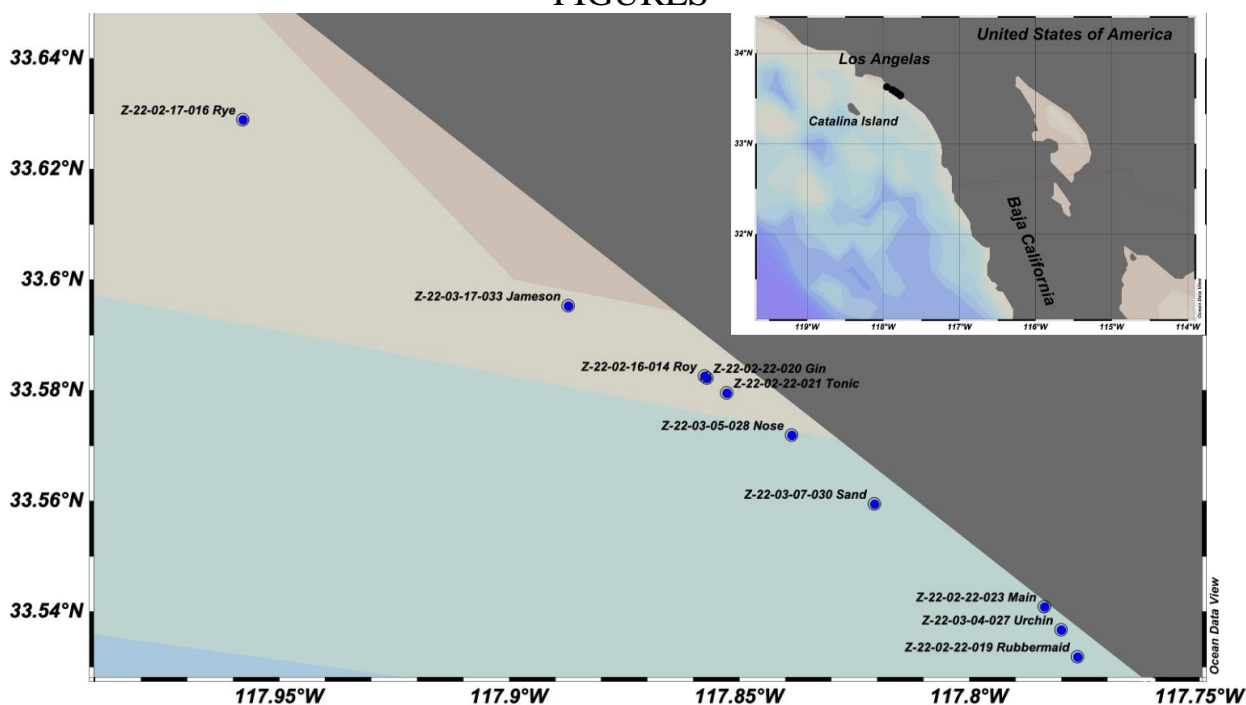 FIGURES
33.64°N
33.62°N
33.6°N
33.58°N
33.56°N
33.54°N
Z-22-02-17-016 Rye
Z-22-03-17-033 Jameson
Z-22-02-16-014 Roy
Z-22-02-22-020 Gin
Z-22-02-22-021 Tonic
Z-22-03-05-028 Nose
Z-22-03-07-030 Sand
Z-22-02-22-023 Main
Z-22-03-04-027 Urchin
Z-22-02-22-019 Rubbermaid
117.95°W
117.9°W
117.85°W
117.8°W
117.75°W
Ocean Data View
34°N
33°N
32°N
United States of America
Los Angelas
Catalina Island
Baja California
119°W
118°W
117°W
116°W
115°W
114°W
Ocean Data View